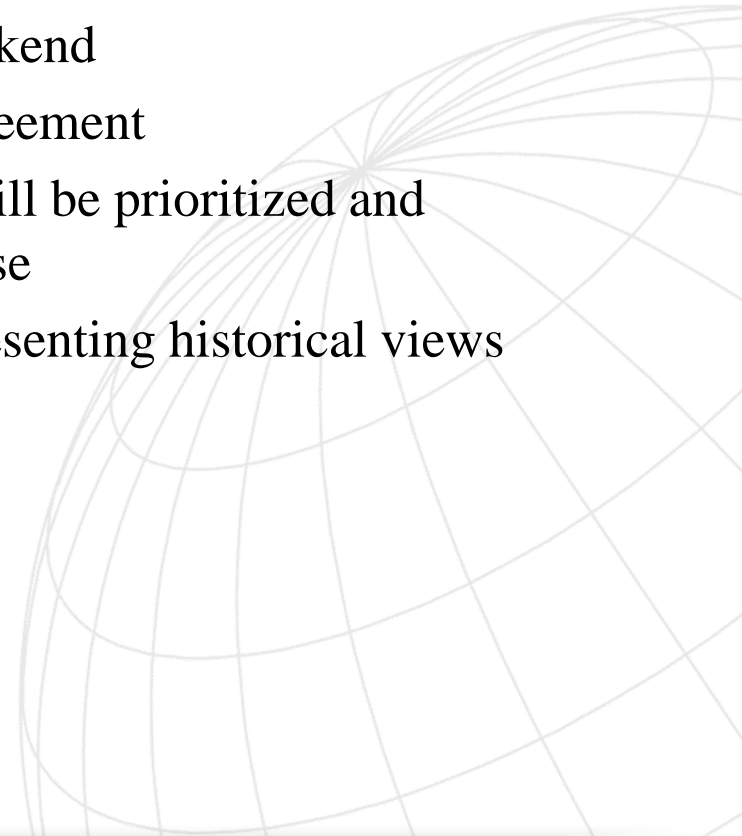 kend
eement
ill be prioritized and
se
senting historical views